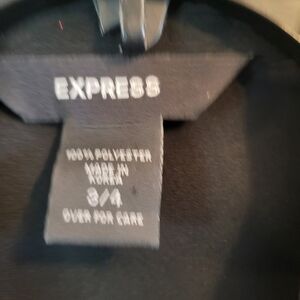 EXPRESS
100% POLYESTER
MADE IN
KOREA
3/4
OVER FOR CARE